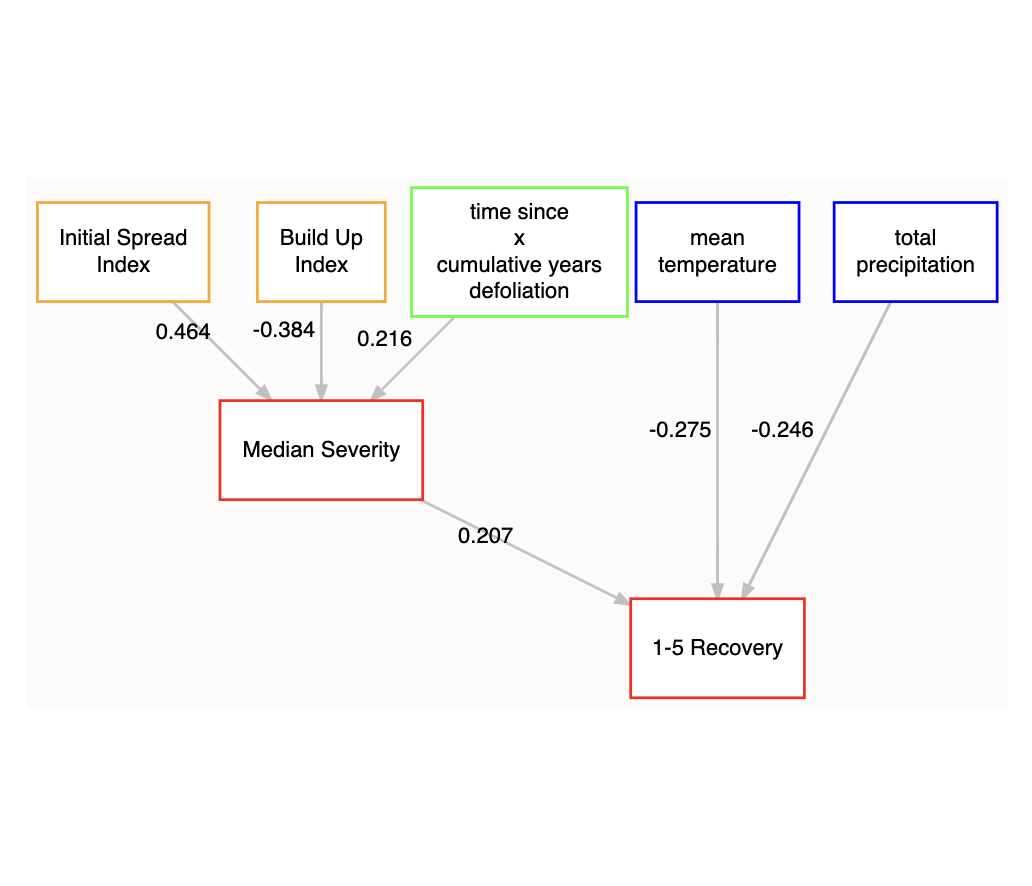 Initial Spread
Index
Build Up
Index
time since
x
cumulative years
defoliation
mean
temperature
total
precipitation
0.464
-0.384
0.216
Median Severity
-0.275
-0.246
0.207
1-5 Recovery